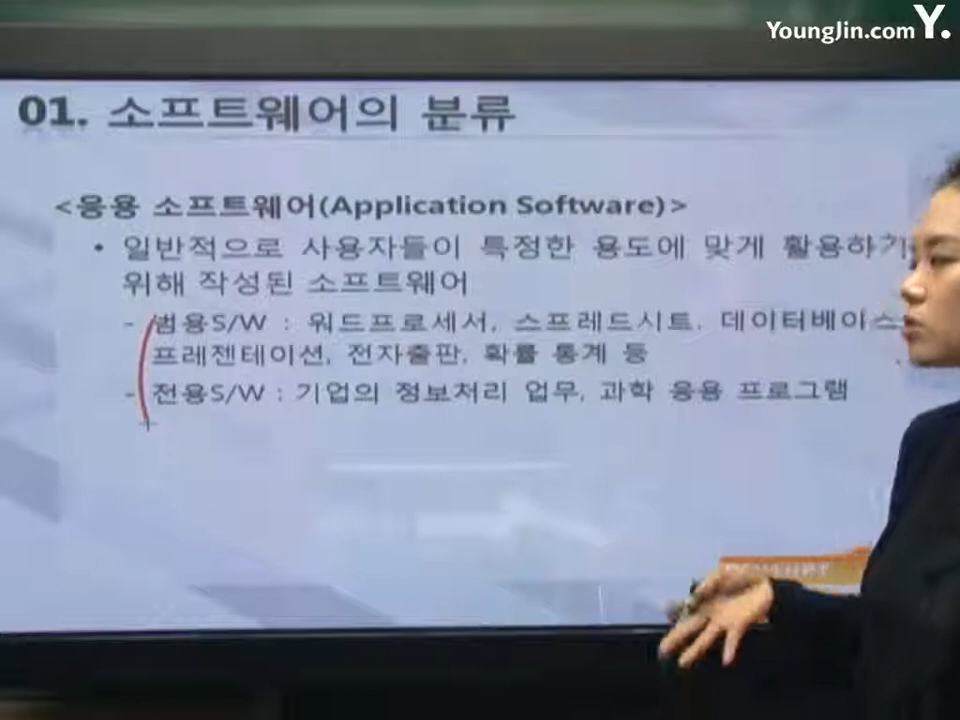 YoungJin.com Y.
01. 소프트웨어의 분류
<응용 소프트웨어(Application Software)>
• 일반적으로 사용자들이 특정한 용도에 맞게 활용하기
위해 작성된 소프트웨어
- 범용S/W : 워드프로세서, 스프레드시트, 데이터베이스
프레젠테이션, 전자출판, 확률 통계 등
- 전용S/W : 기업의 정보처리 업무, 과학 응용 프로그램